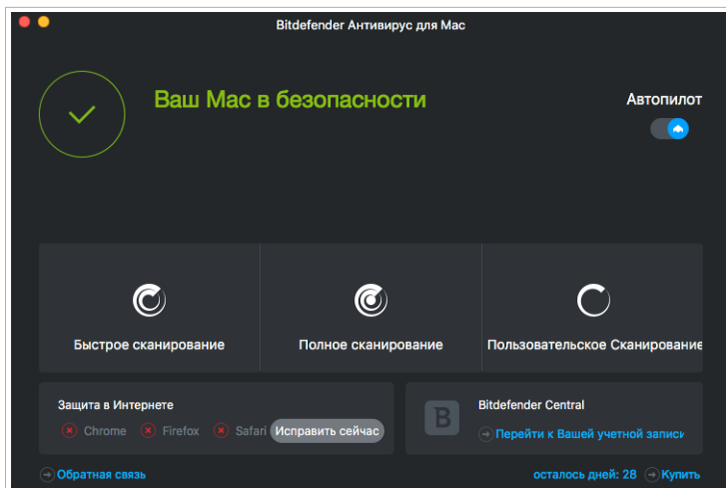 Bitdefender Антивирус для Mac
Ваш Mac в безопасности
Автопилот
Быстрое сканирование
Полное сканирование
Пользовательское Сканирование
Защита в Интернете
Chrome
Firefox
Safari
Исправить сейчас
B
Bitdefender Central
Перейти к Вашей учетной записи
Обратная связь
осталось дней: 28
Купить